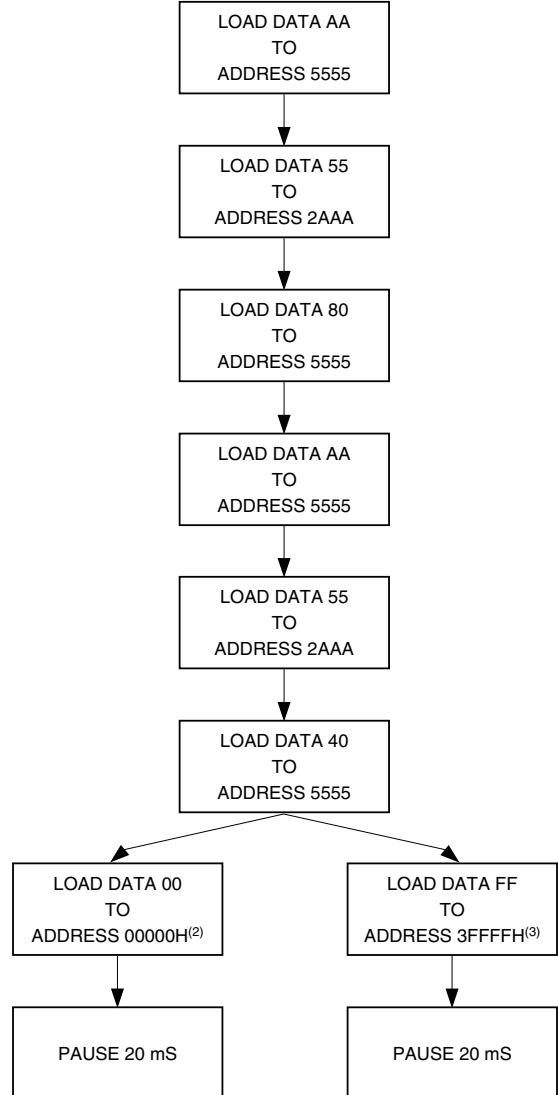 LOAD DATA AA
TO
ADDRESS 5555
LOAD DATA 55
TO
ADDRESS 2AAA
LOAD DATA 80
TO
ADDRESS 5555
LOAD DATA AA
TO
ADDRESS 5555
LOAD DATA 55
TO
ADDRESS 2AAA
LOAD DATA 40
TO
ADDRESS 5555
LOAD DATA 00
TO
ADDRESS 00000H(2)
PAUSE 20 mS
LOAD DATA FF
TO
ADDRESS 3FFFFH(3)
PAUSE 20 mS